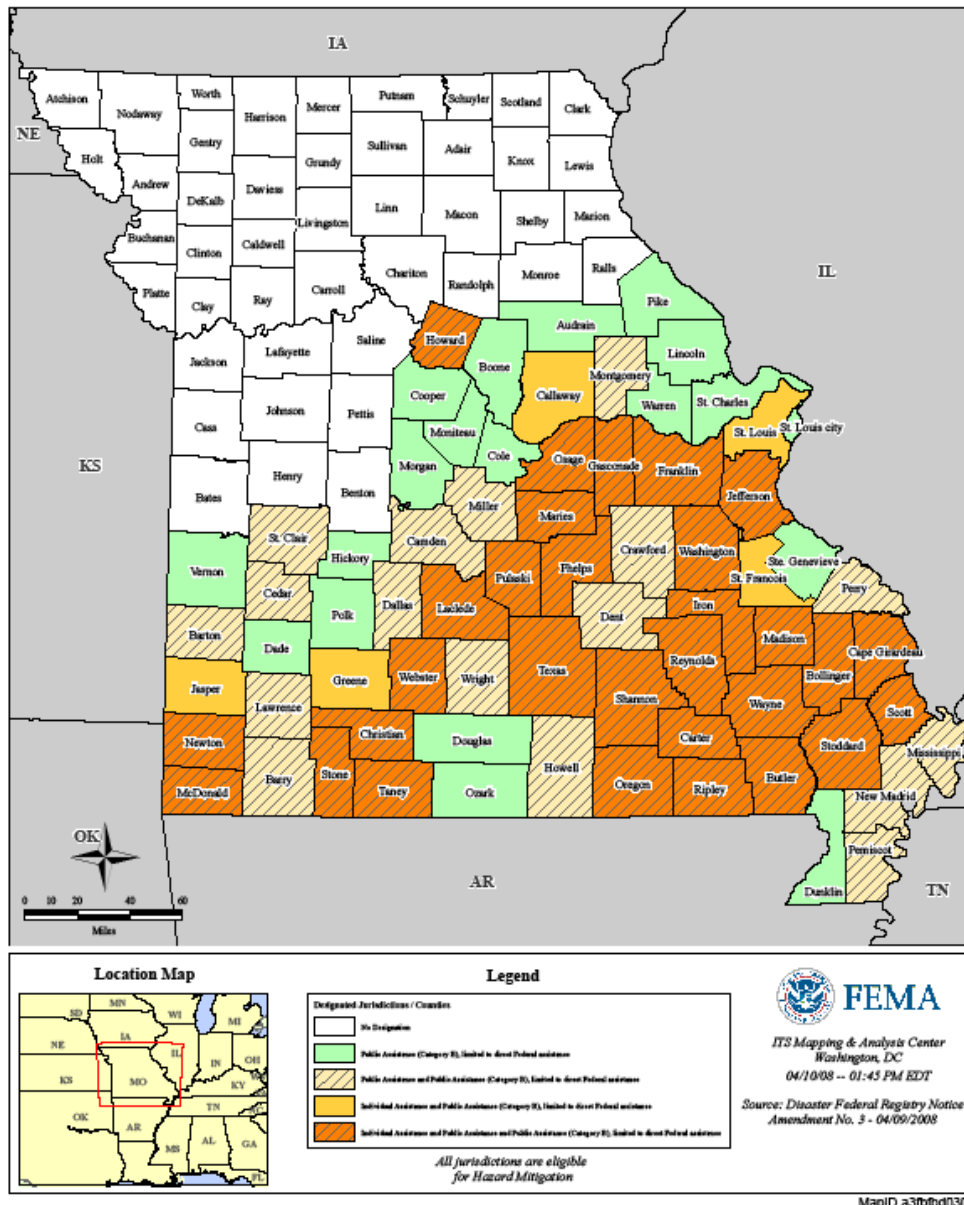 IA
Atchison
Nodaway
Worth
Harrison
Mercer
Putnam
Schuyler
Scotland
Clark
NE
Holt
Gentry
Sullivan
Adair
Knox
Lewis
Andrew
DeKalb
Daviess
Grundy
Linn
Macon
Shelby
Marion
Buchanan
Clinton
Caldwell
Livingston
Chariton
Randolph
Monroe
Ralls
IL
Platte
Clay
Ray
Carroll
Pike
Jackson
Lafayette
Saline
Howard
Boone
Audrain
Lincoln
Callaway
Montgomery
Warren
St. Charles
St. Louis
St. Louis city
Cass
Johnson
Pettis
Cooper
Moniteau
Cole
Morgan
KS
Bates
Henry
Benton
Miller
Osage
Gasconade
Franklin
Jefferson
Maries
Vernon
St. Clair
Hickory
Camden
Crawford
Washington
St. Francois
Ste. Genevieve
Perry
Barton
Cedar
Polk
Dallas
Laclede
Pulaski
Phelps
Dent
Iron
Madison
Cape Girardeau
Bollinger
Dade
Jasper
Greene
Webster
Wright
Texas
Reynolds
Shannon
Wayne
Scott
Lawrence
Newton
Christian
Douglas
Howell
Carter
Butler
Stoddard
Mississippi
McDonald
Barry
Stone
Taney
Ozark
Oregon
Ripley
New Madrid
Pemiscot
Dunklin
OK
AR
TN
0 10 20 40 60
Miles
Location Map
MN
SD
WI
MI
NE
IA
IL
IN
OH
KS
MO
KY
OK
TN
AR
MS
AL
GA
FL
Legend
Designated Jurisdictions / Counties
No Designation
Public Assistance (Category B), limited to direct Federal assistance
Public Assistance and Public Assistance (Category B), limited to direct Federal assistance
Individual Assistance and Public Assistance (Category B), limited to direct Federal assistance
Individual Assistance and Public Assistance and Public Assistance (Category B), limited to direct Federal assistance
All jurisdictions are eligible
for Hazard Mitigation
FEMA
ITS Mapping & Analysis Center
Washington, DC
04/10/08 -- 01:45 PM EDT
Source: Disaster Federal Registry Notice
Amendment No. 3 - 04/09/2008